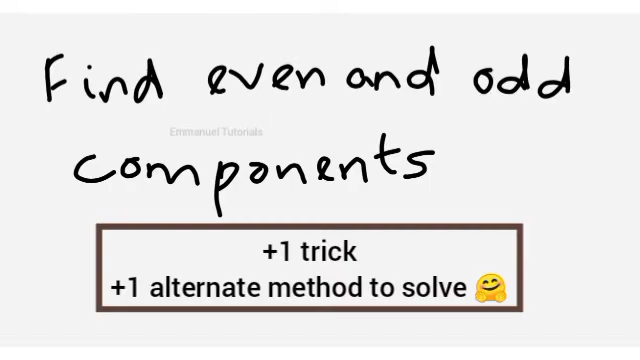 Find even and odd
Emmanuel Tutorials
components
+1 trick
+1 alternate method to solve 🤗